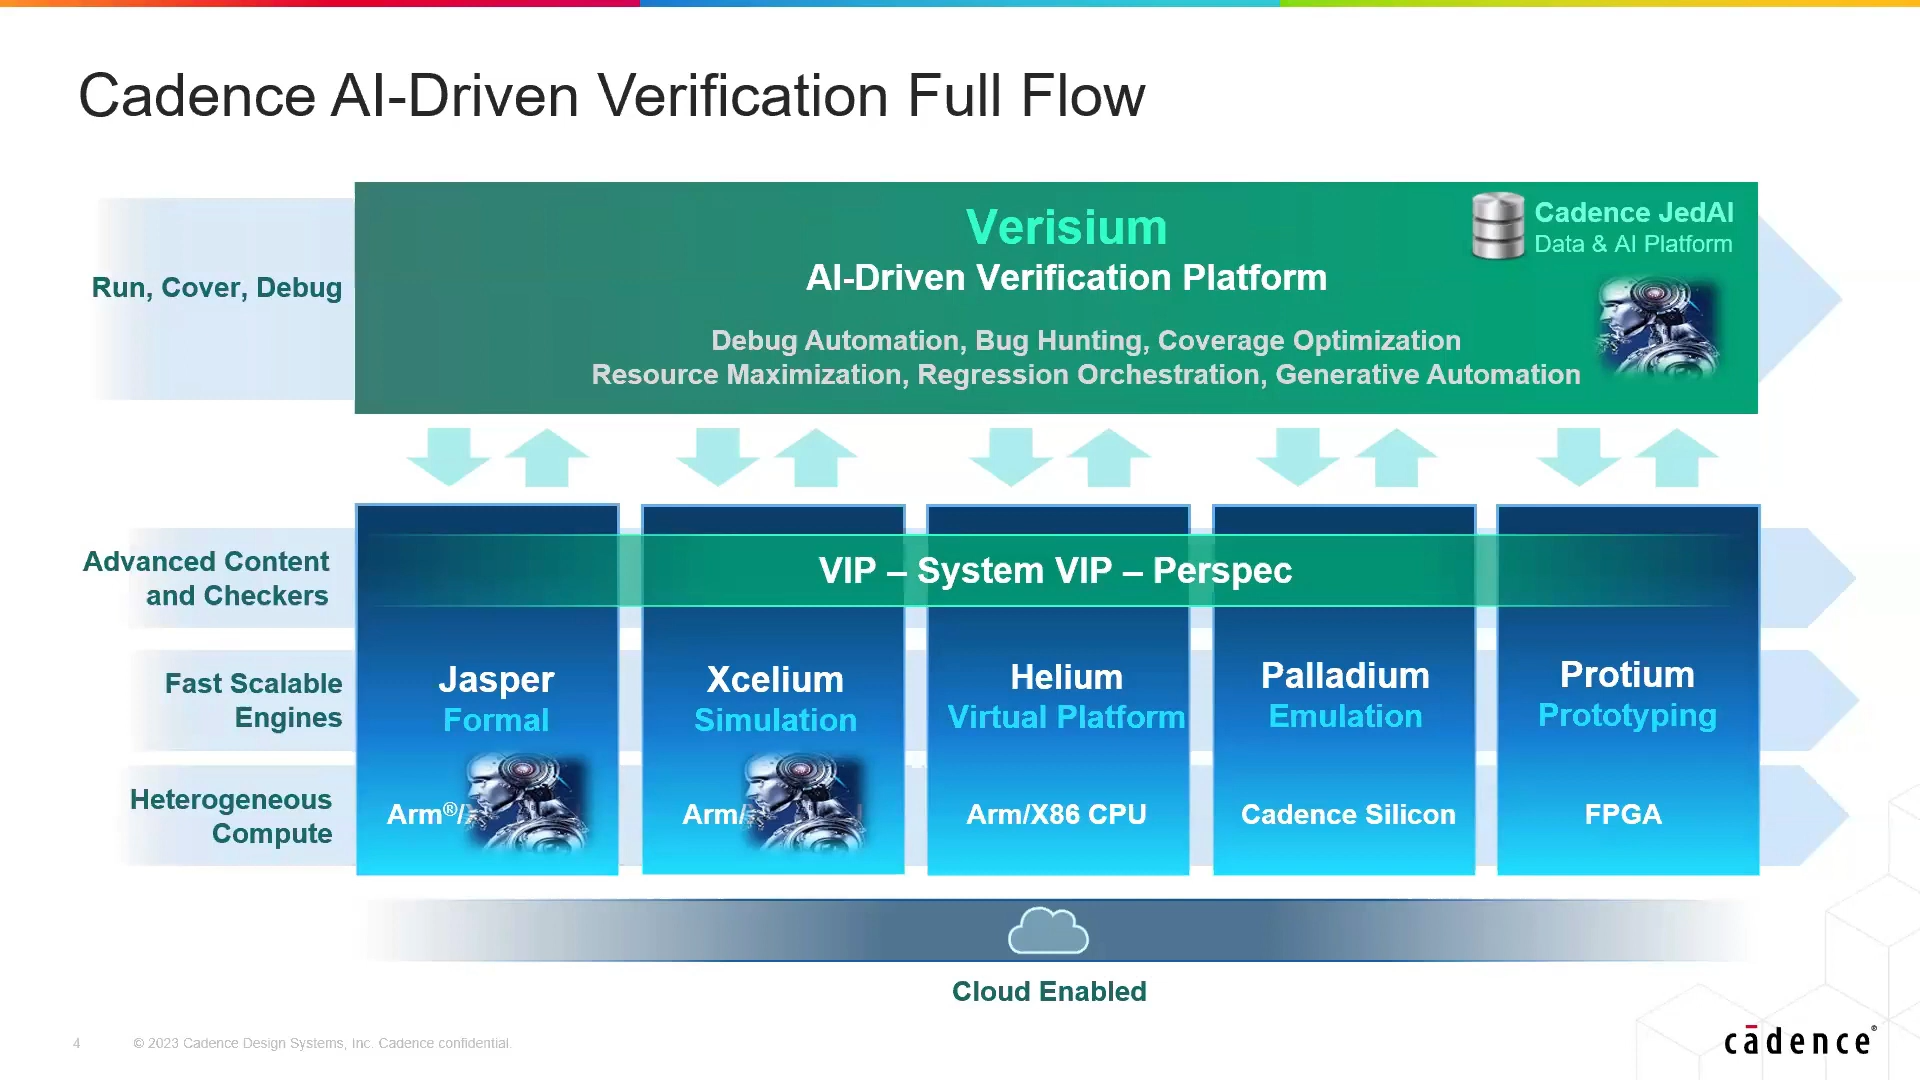 Cadence AI-Driven Verification Full Flow
Run, Cover, Debug
Verisium
AI-Driven Verification Platform
Debug Automation, Bug Hunting, Coverage Optimization
Resource Maximization, Regression Orchestration, Generative Automation
Cadence JedAI
Data & AI Platform
Advanced Content
and Checkers
VIP – System VIP – Perspec
Fast Scalable
Engines
Jasper
Formal
Xcelium
Simulation
Helium
Virtual Platform
Palladium
Emulation
Protium
Prototyping
Heterogeneous
Compute
Arm®/
Arm/
Arm/X86 CPU
Cadence Silicon
FPGA
Cloud Enabled
4
© 2023 Cadence Design Systems, Inc. Cadence confidential.
cādence®